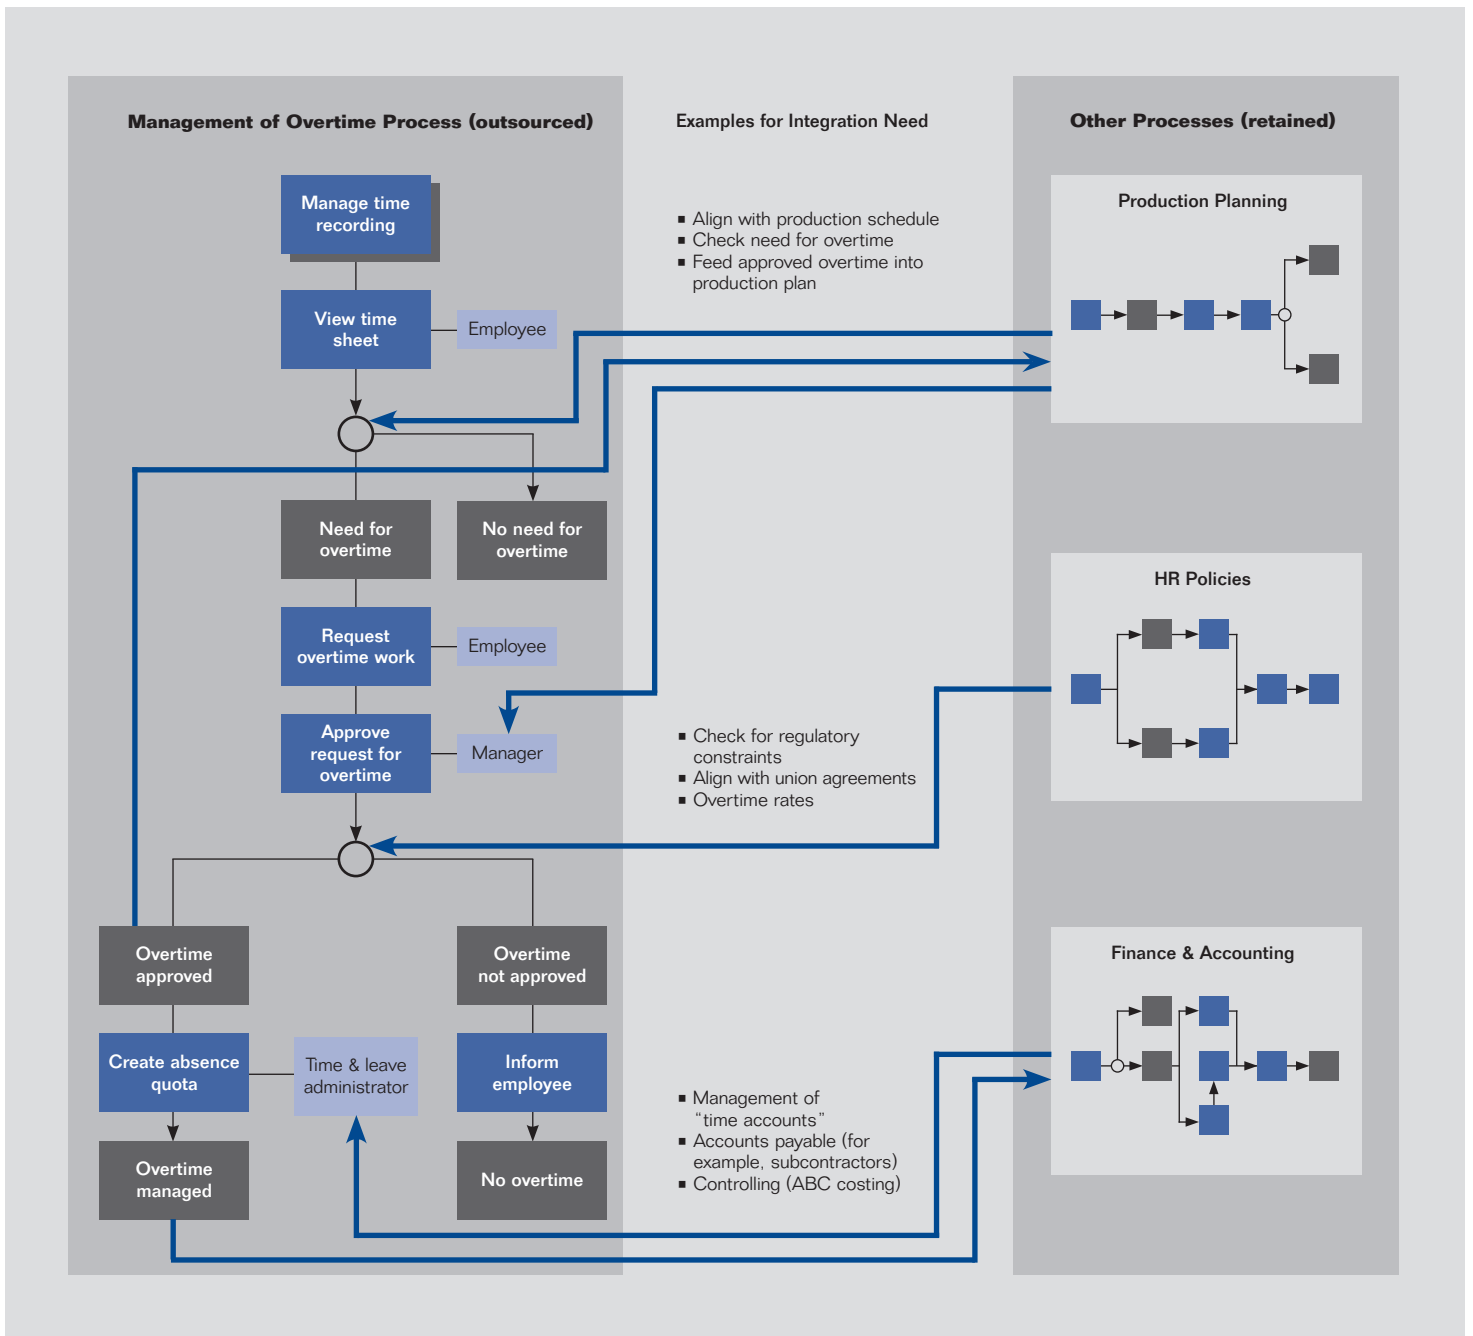 Management of Overtime Process (outsourced)
Examples for Integration Need
Other Processes (retained)
Manage time
recording
View time
sheet
Employee
Need for
overtime
No need for
overtime
Request
overtime work
Employee
Approve
request for
overtime
Manager
Overtime
approved
Overtime
not approved
Create absence
quota
Time & leave
administrator
Inform
employee
Overtime
managed
No overtime
▪ Align with production schedule
▪ Check need for overtime
▪ Feed approved overtime into
production plan
▪ Check for regulatory
constraints
▪ Align with union agreements
▪ Overtime rates
▪ Management of
“time accounts”
▪ Accounts payable (for
example, subcontractors)
▪ Controlling (ABC costing)
Production Planning
HR Policies
Finance & Accounting